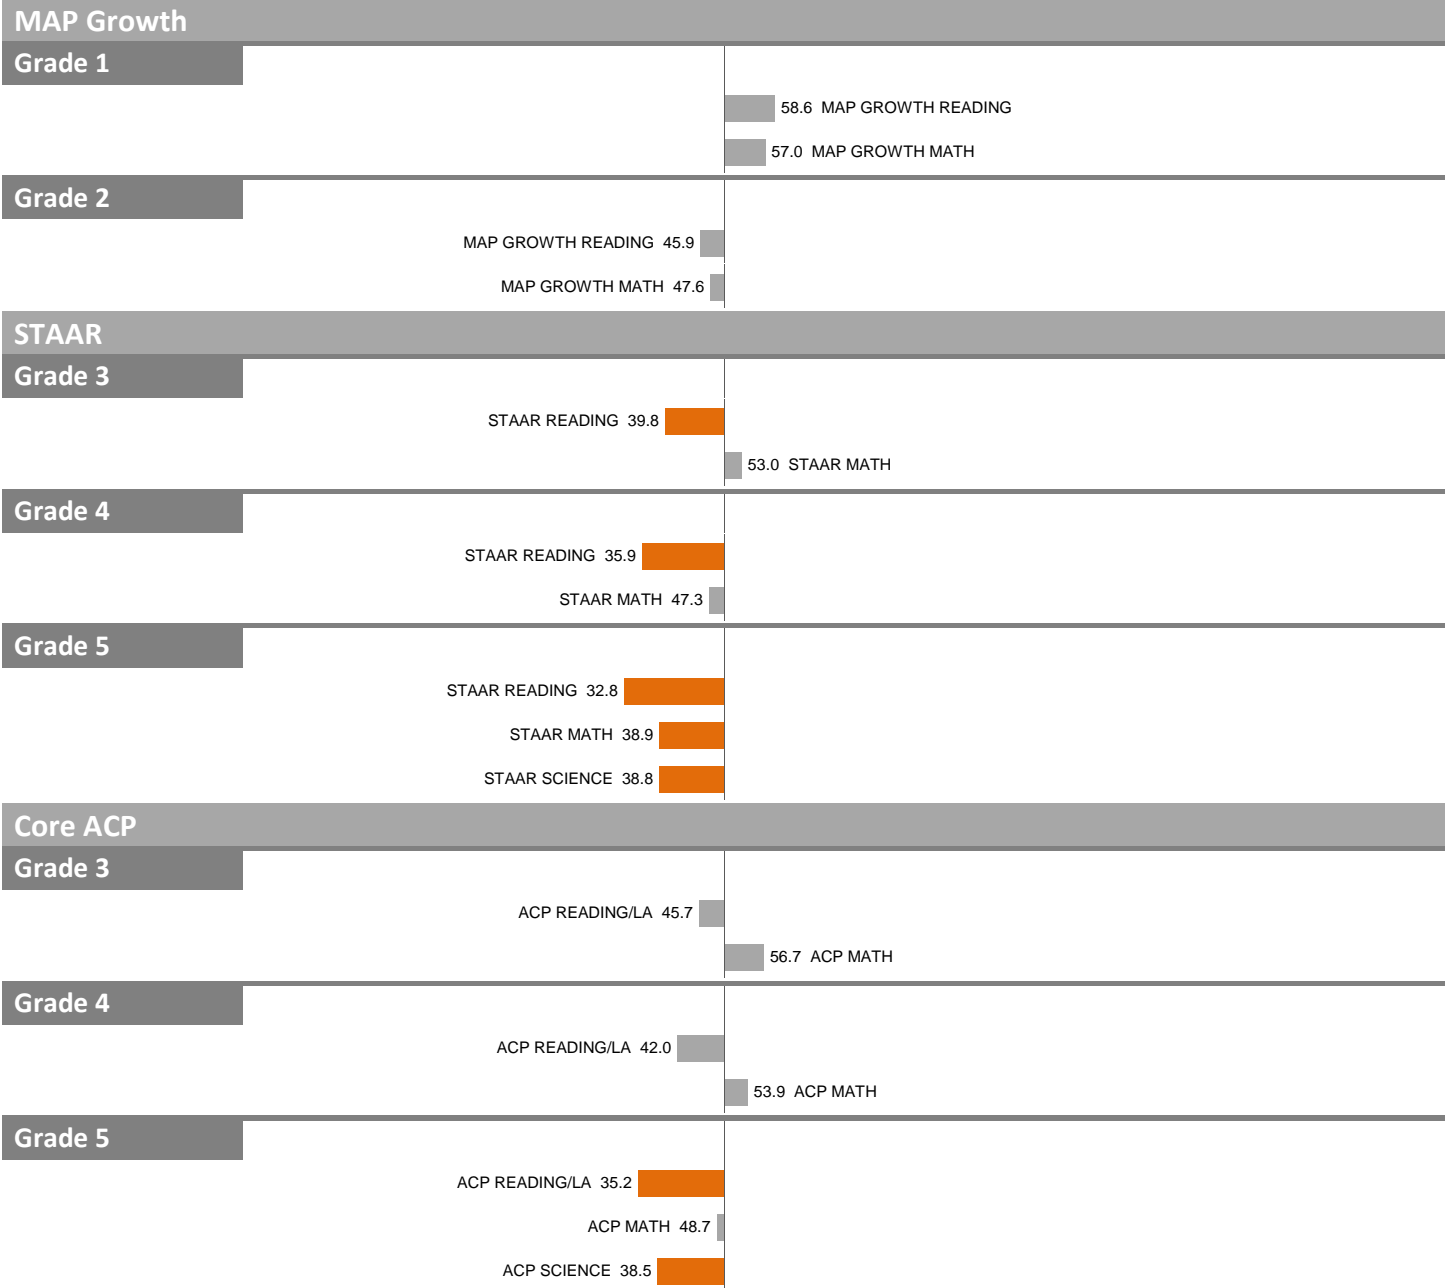 MAP Growth
Grade 1
58.6 MAP GROWTH READING
57.0 MAP GROWTH MATH
Grade 2
MAP GROWTH READING 45.9
MAP GROWTH MATH 47.6
STAAR
Grade 3
STAAR READING 39.8
53.0 STAAR MATH
Grade 4
STAAR READING 35.9
STAAR MATH 47.3
Grade 5
STAAR READING 32.8
STAAR MATH 38.9
STAAR SCIENCE 38.8
Core ACP
Grade 3
ACP READING/LA 45.7
56.7 ACP MATH
Grade 4
ACP READING/LA 42.0
53.9 ACP MATH
Grade 5
ACP READING/LA 35.2
ACP MATH 48.7
ACP SCIENCE 38.5